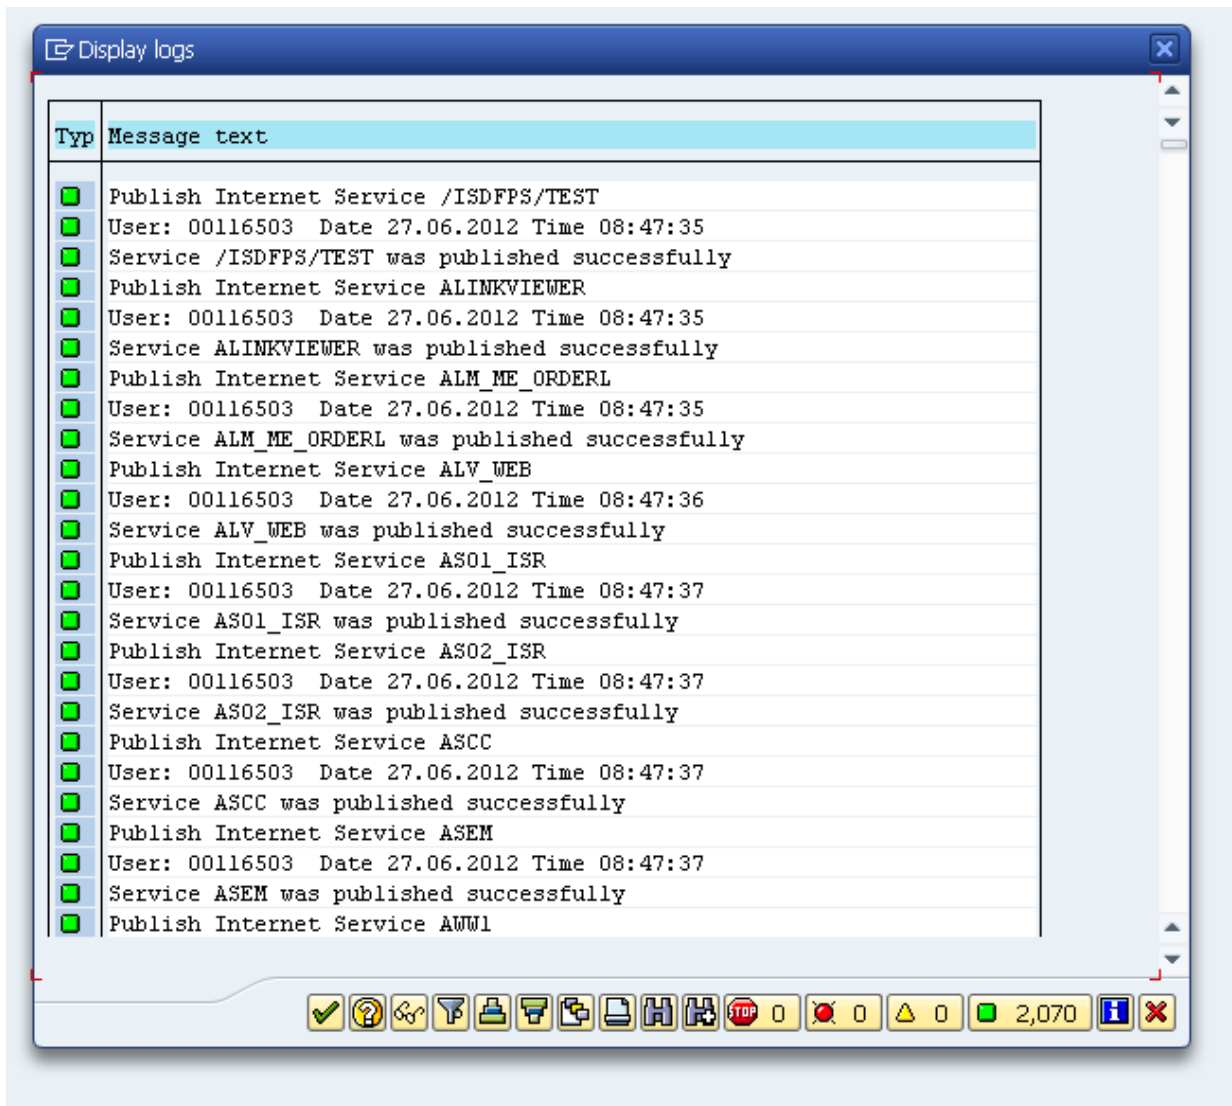 Display logs
Typ Message text
Publish Internet Service /ISDFPS/TEST
User: 00116503  Date 27.06.2012 Time 08:47:35
Service /ISDFPS/TEST was published successfully
Publish Internet Service ALINKVIEWER
User: 00116503  Date 27.06.2012 Time 08:47:35
Service ALINKVIEWER was published successfully
Publish Internet Service ALM_ME_ORDERL
User: 00116503  Date 27.06.2012 Time 08:47:35
Service ALM_ME_ORDERL was published successfully
Publish Internet Service ALV_WEB
User: 00116503  Date 27.06.2012 Time 08:47:36
Service ALV_WEB was published successfully
Publish Internet Service AS01_ISR
User: 00116503  Date 27.06.2012 Time 08:47:37
Service AS01_ISR was published successfully
Publish Internet Service AS02_ISR
User: 00116503  Date 27.06.2012 Time 08:47:37
Service AS02_ISR was published successfully
Publish Internet Service ASCC
User: 00116503  Date 27.06.2012 Time 08:47:37
Service ASCC was published successfully
Publish Internet Service ASEM
User: 00116503  Date 27.06.2012 Time 08:47:37
Service ASEM was published successfully
Publish Internet Service AWW1
STOP 0 0 0 2,070